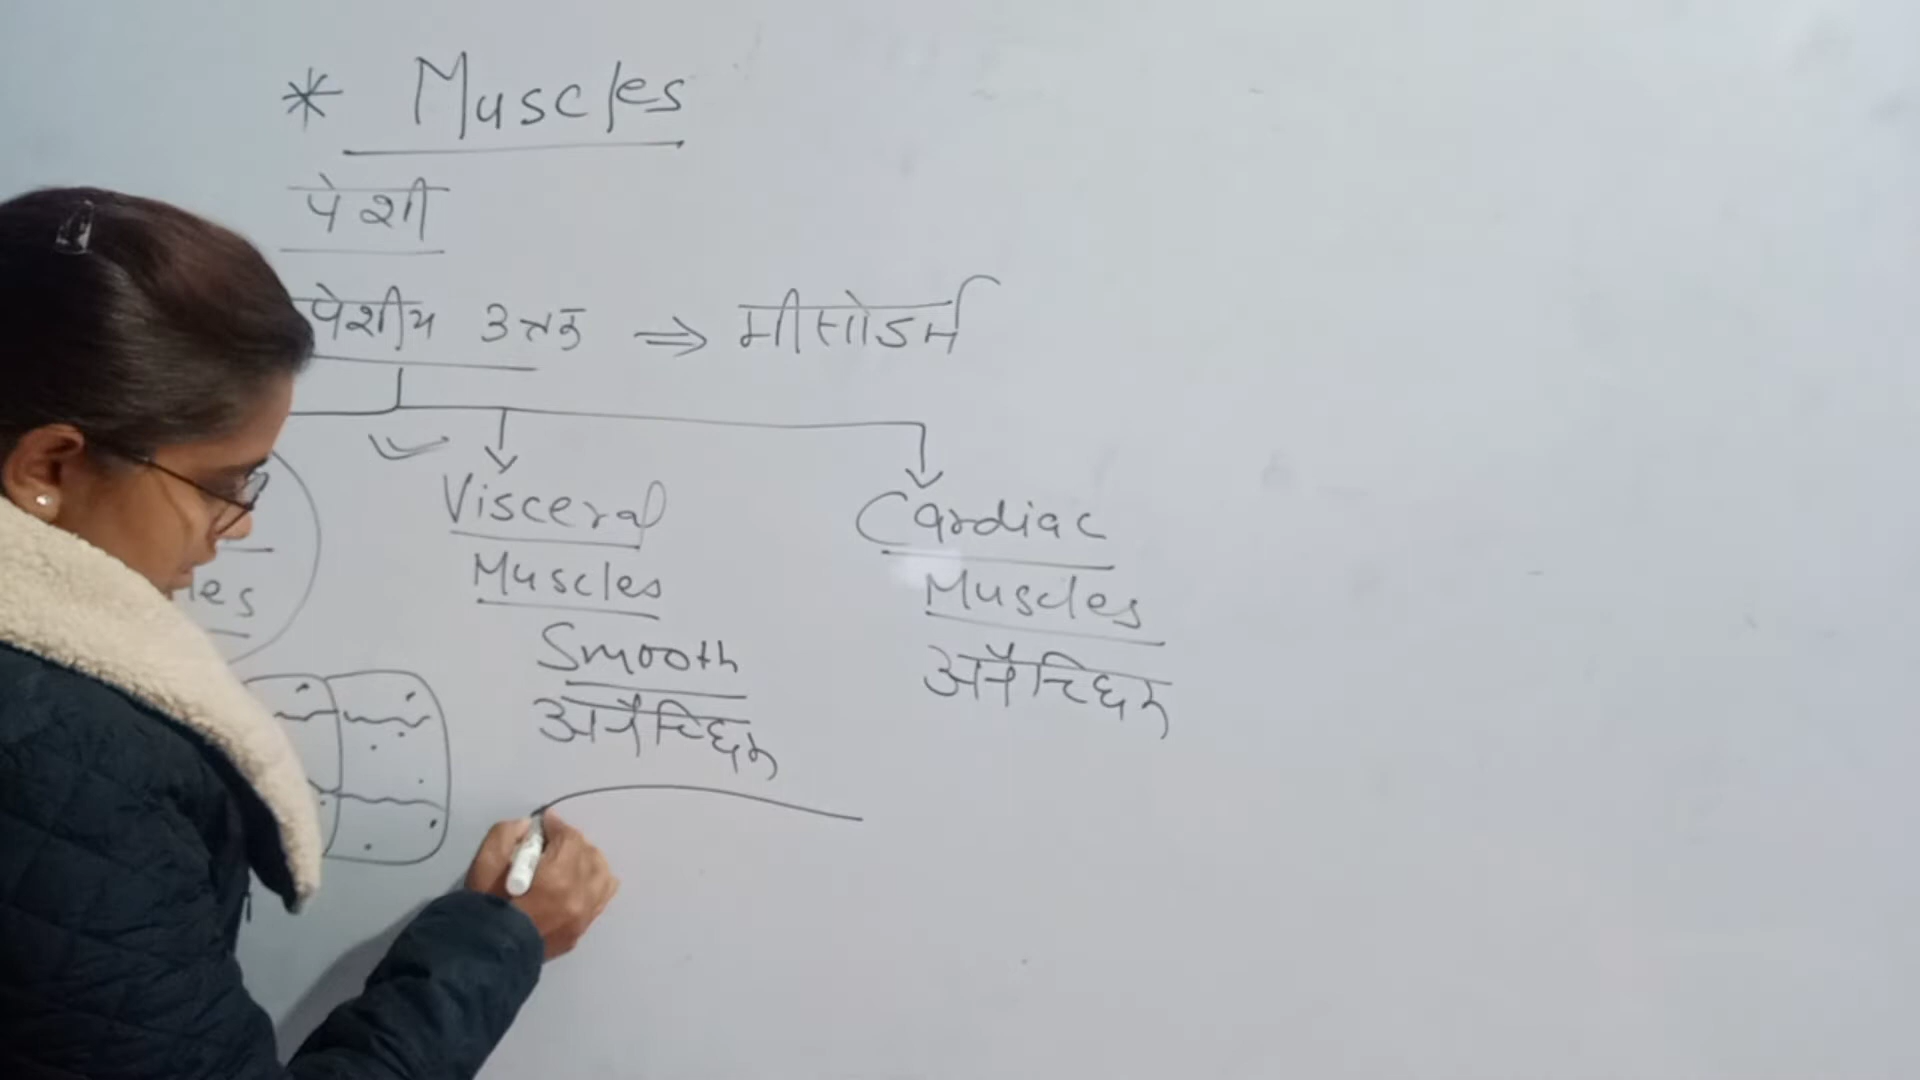 * Muscles
पेशी
पेशीय उत्तक ⇒ मीसोडर्म
Visceral Muscles
Smooth
अनैच्छिक
Cardiac Muscles
अनैच्छिक